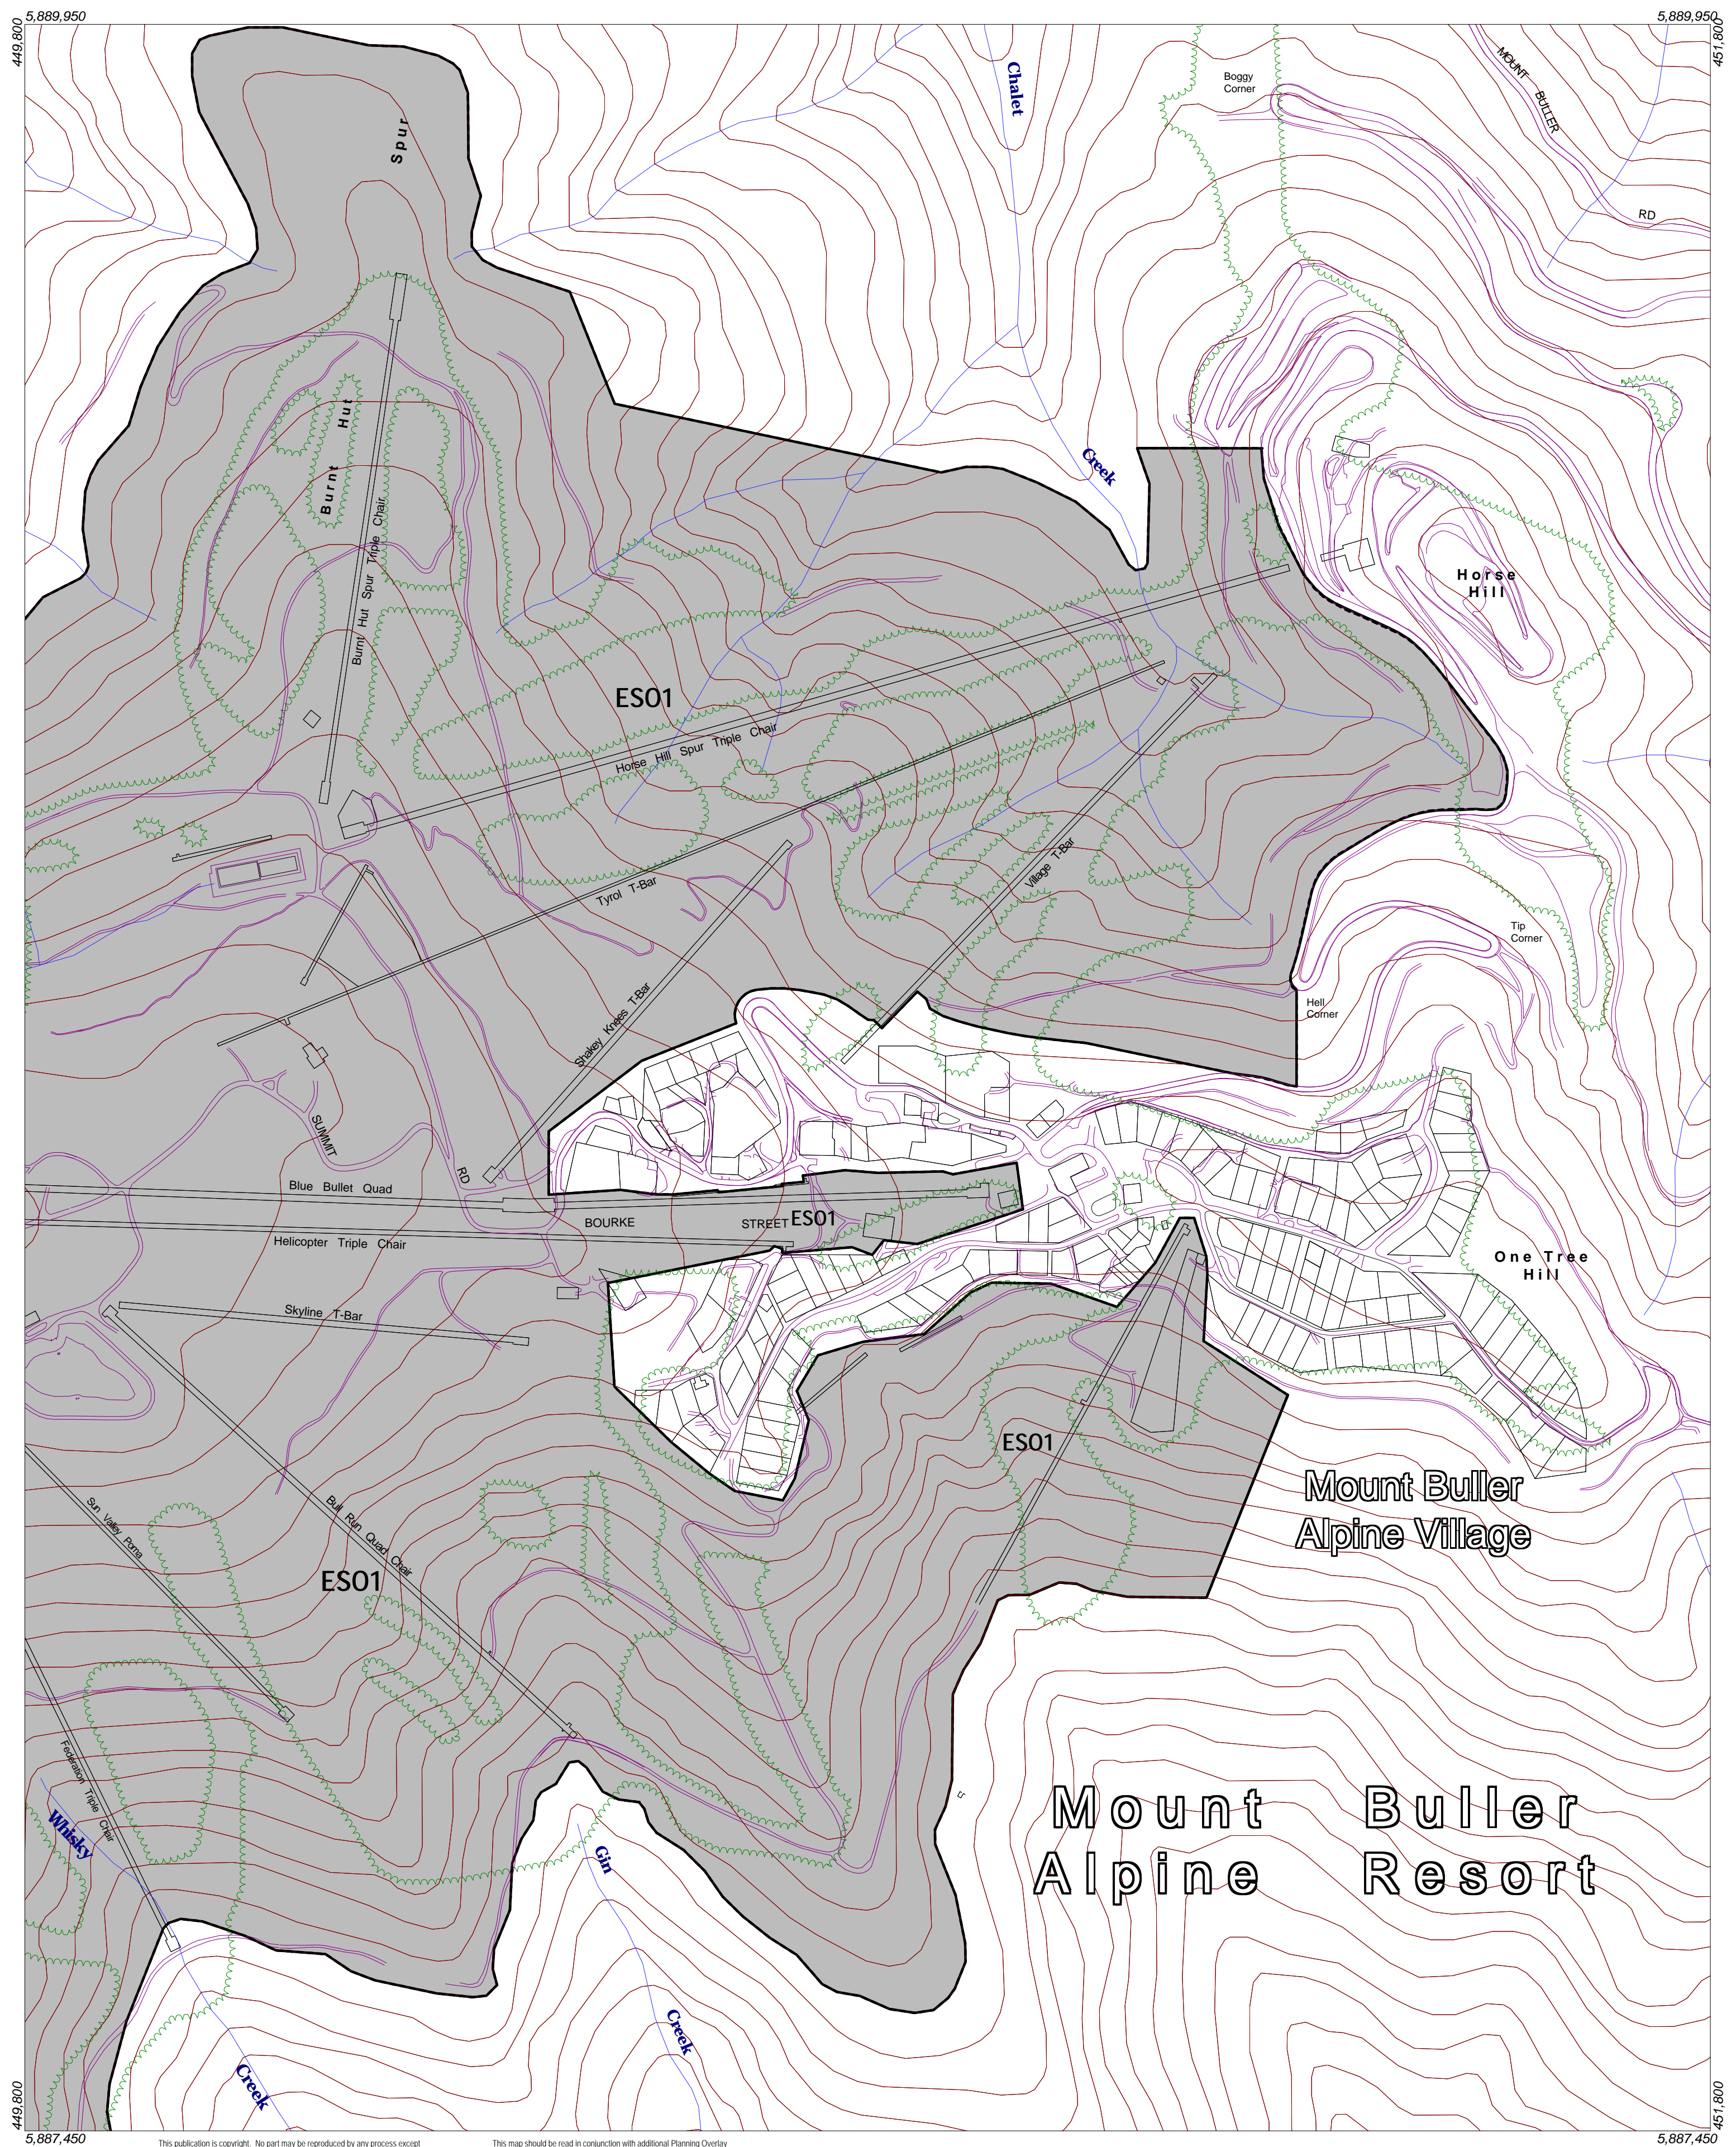 5,889,950
5,889,950
449,800
451,800
Chalet
Boggy
Corner
MOUNT
BULLER
RD
Spur
Burnt Hut
Creek
Burnt Hut Spur Triple Chair
Horse
Hill
ESO1
Horse Hill Spur Triple Chair
Tyrol T-Bar
Village T-Bar
Tip
Corner
Hell
Corner
Shakey Knees T-Bar
SUMMIT
RD
Blue Bullet Quad
BOURKE
STREET
ESO1
Helicopter Triple Chair
One Tree
Hill
Skyline T-Bar
ESO1
Mount Buller
Alpine Village
Sun Valley Poma
Bull Run Quad Chair
ESO1
Federation Triple Chair
Whisky
Mount Buller
Alpine Resort
Gin
Creek
Creek
449,800
451,800
5,887,450
5,887,450
This publication is copyright. No part may be reproduced by any process except
This map should be read in conjunction with additional Planning Overlay